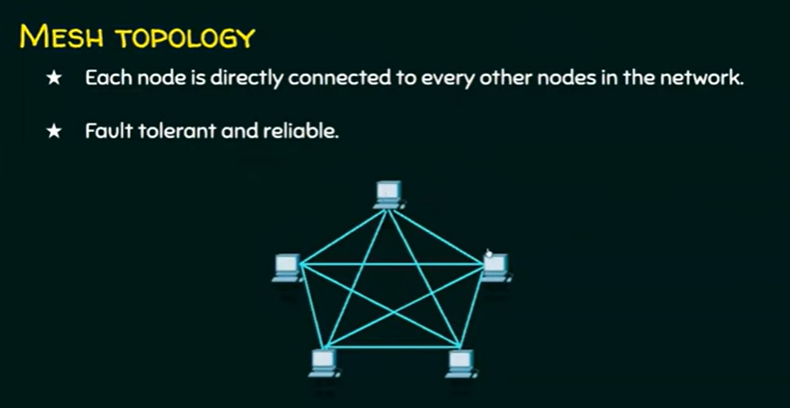 Mesh topology
★ Each node is directly connected to every other nodes in the network.
★ Fault tolerant and reliable.